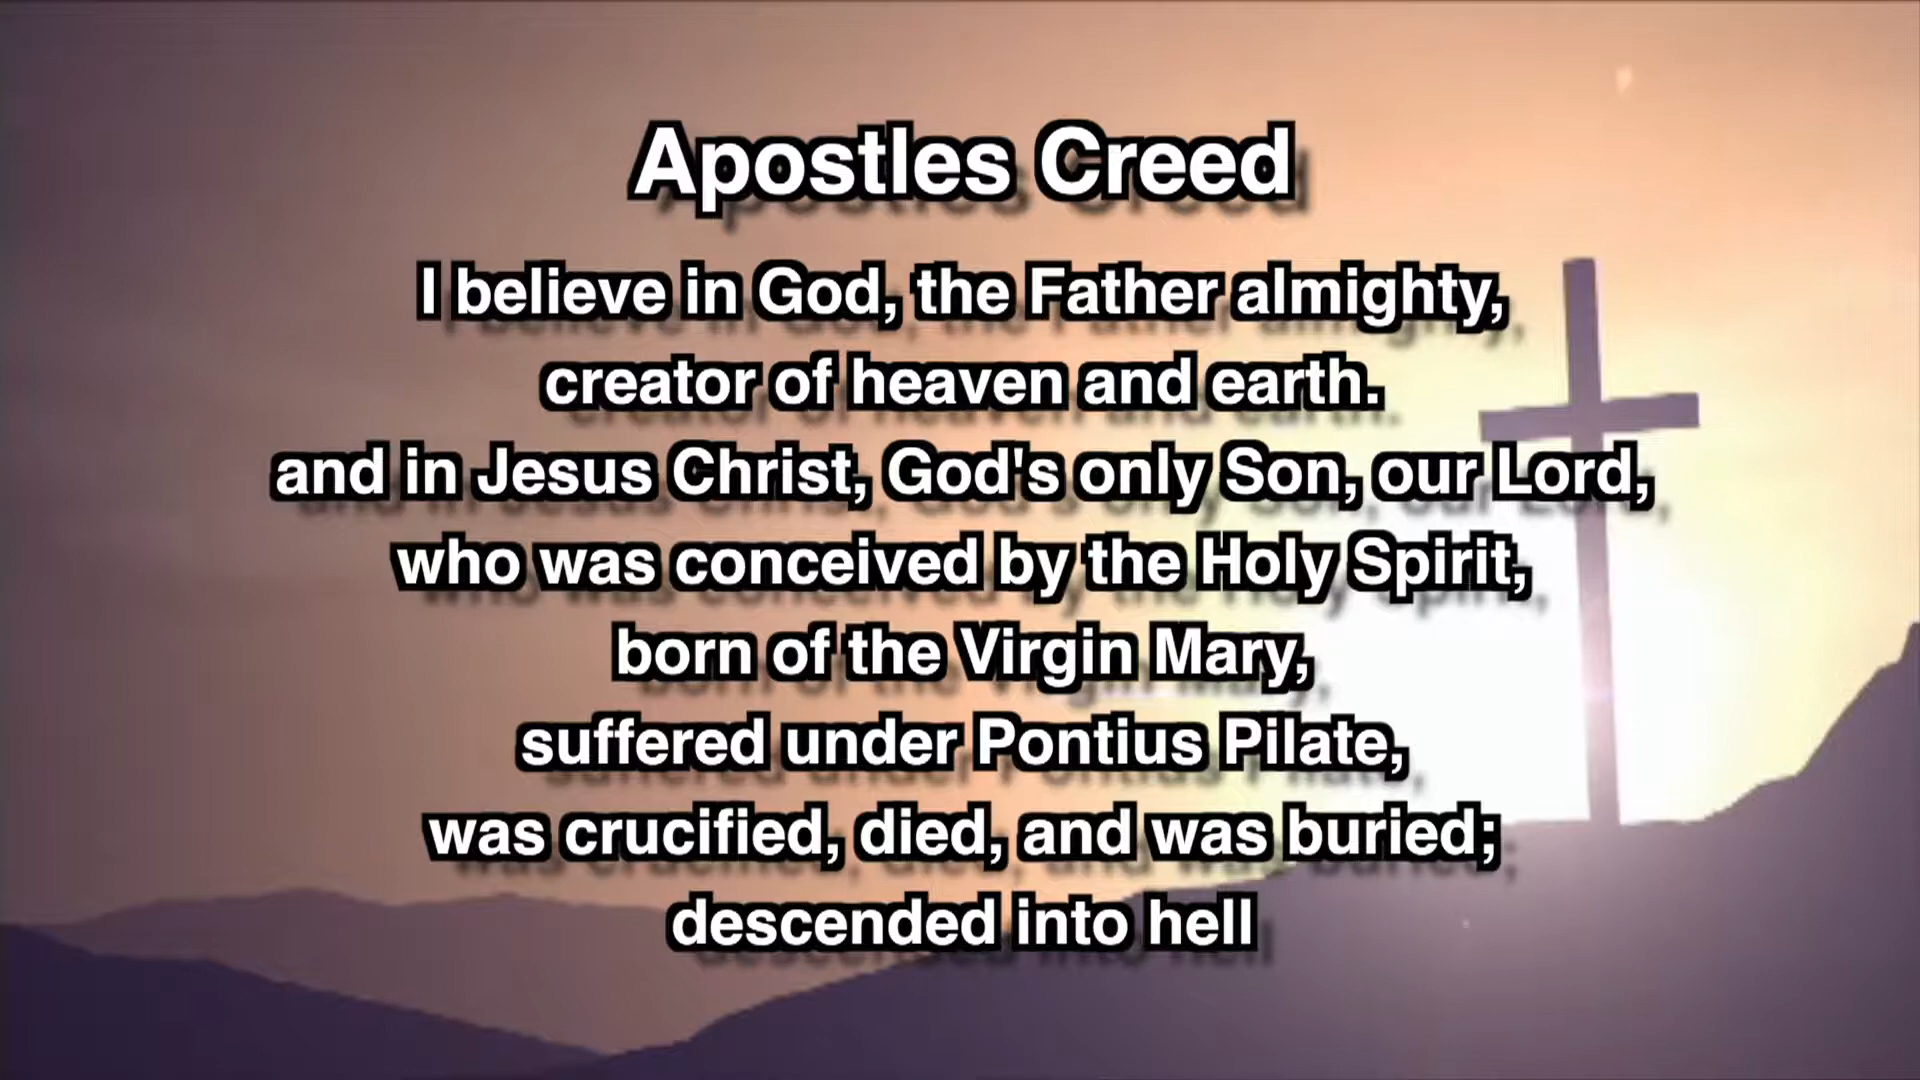 Apostles Creed
I believe in God, the Father almighty,
creator of heaven and earth.
and in Jesus Christ, God's only Son, our Lord,
who was conceived by the Holy Spirit,
born of the Virgin Mary,
suffered under Pontius Pilate,
was crucified, died, and was buried;
descended into hell